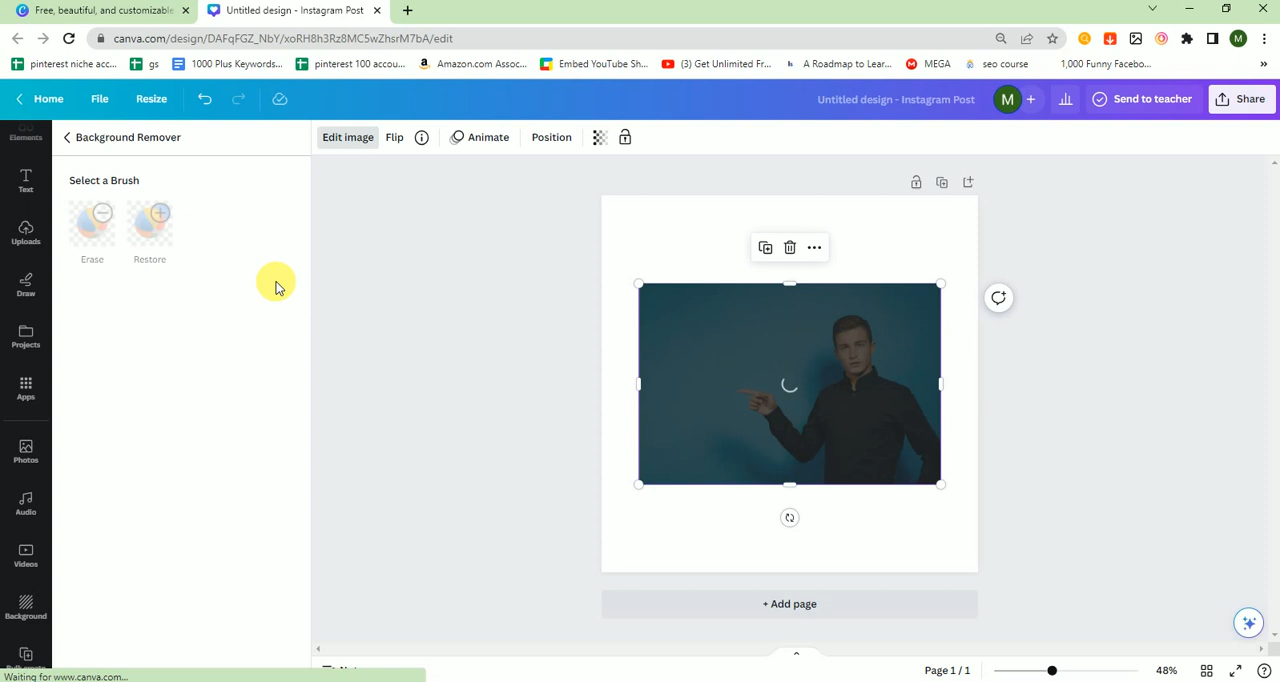 Free, beautiful, and customizable
Untitled design - Instagram Post
canva.com/design/DAFqFGZ_NbY/xoRH8h3Rz8MC5wZhsrM7bA/edit
M
pinterest niche acc...
gs
1000 Plus Keywords...
pinterest 100 accou...
Amazon.com Assoc...
Embed YouTube Sh...
(3) Get Unlimited Fr...
A Roadmap to Lear...
MEGA
seo course
1,000 Funny Facebo...
»
Home
File
Resize
Untitled design - Instagram Post
M
+
Send to teacher
Share
Elements
Background Remover
Edit image
Flip
Animate
Position
Select a Brush
Text
Erase
Restore
Uploads
Draw
Projects
Apps
Photos
Audio
Videos
Background
+ Add page
Waiting for www.canva.com...
Page 1 / 1
48%